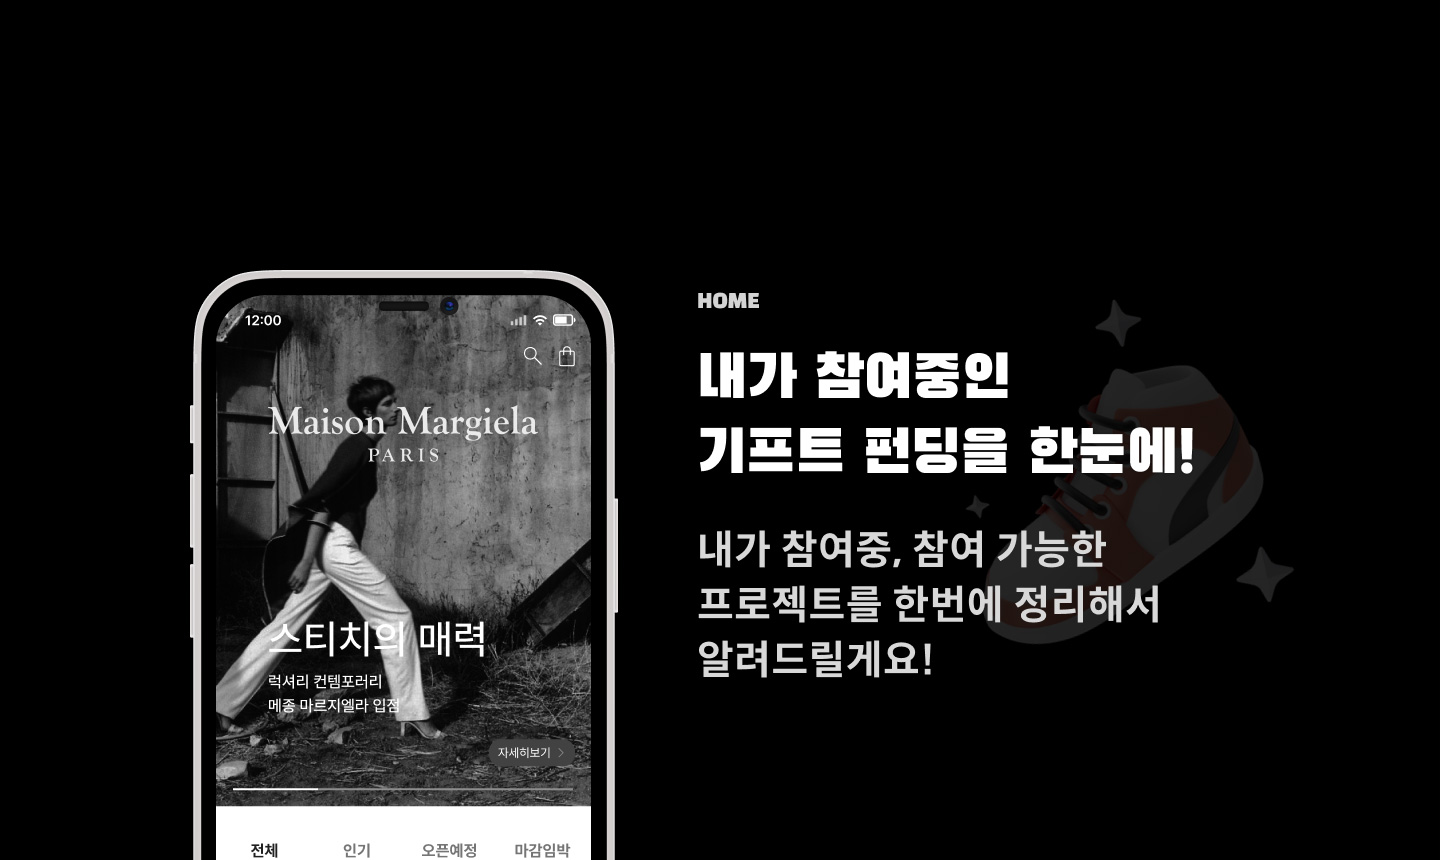 12:00
Maison Margiela
PARIS
스티치의 매력
럭셔리 컨템포러리
메종 마르지엘라 입점
자세히보기
전체 인기 오픈예정 마감임박
HOME
내가 참여중인
기프트 펀딩을 한눈에!
내가 참여중, 참여 가능한
프로젝트를 한번에 정리해서
알려드릴게요!